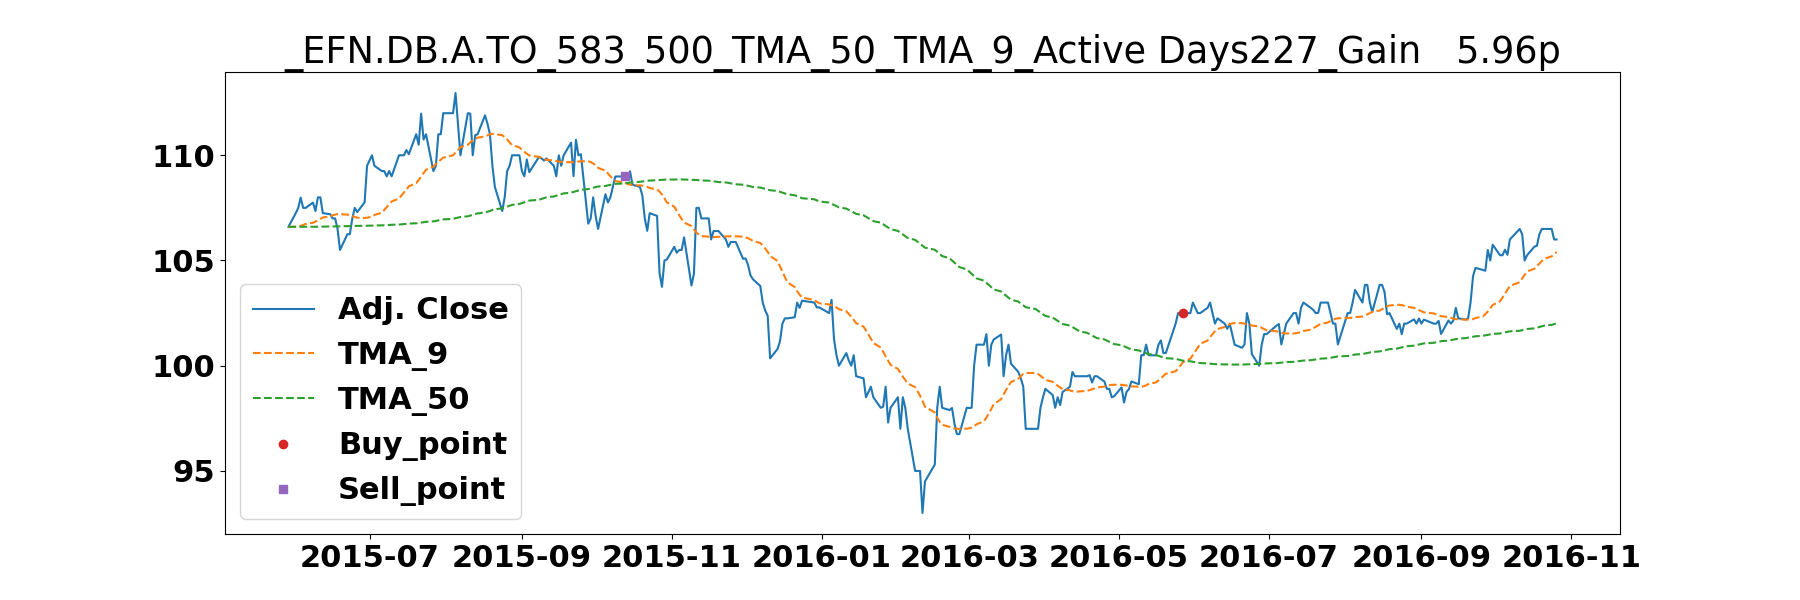 _EFN.DB.A.TO_583_500_TMA_50_TMA_9_Active Days227_Gain   5.96p
110
105
100
95
Adj. Close
TMA_9
TMA_50
Buy_point
Sell_point
2015-07 2015-09 2015-11 2016-01 2016-03 2016-05 2016-07 2016-09 2016-11